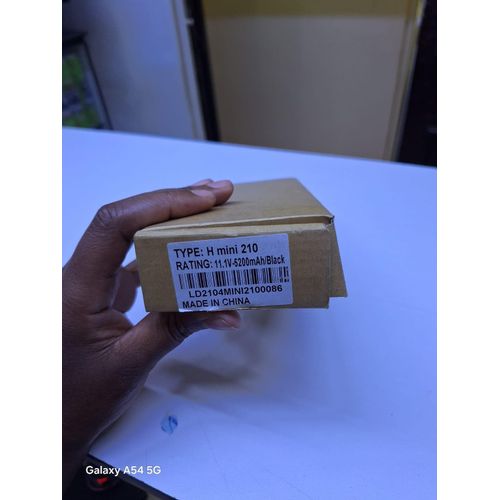 TYPE: H mini 210
RATING: 11.1V-5200mAh/Black
LD2104MINI2100086
MADE IN CHINA
Galaxy A54 5G